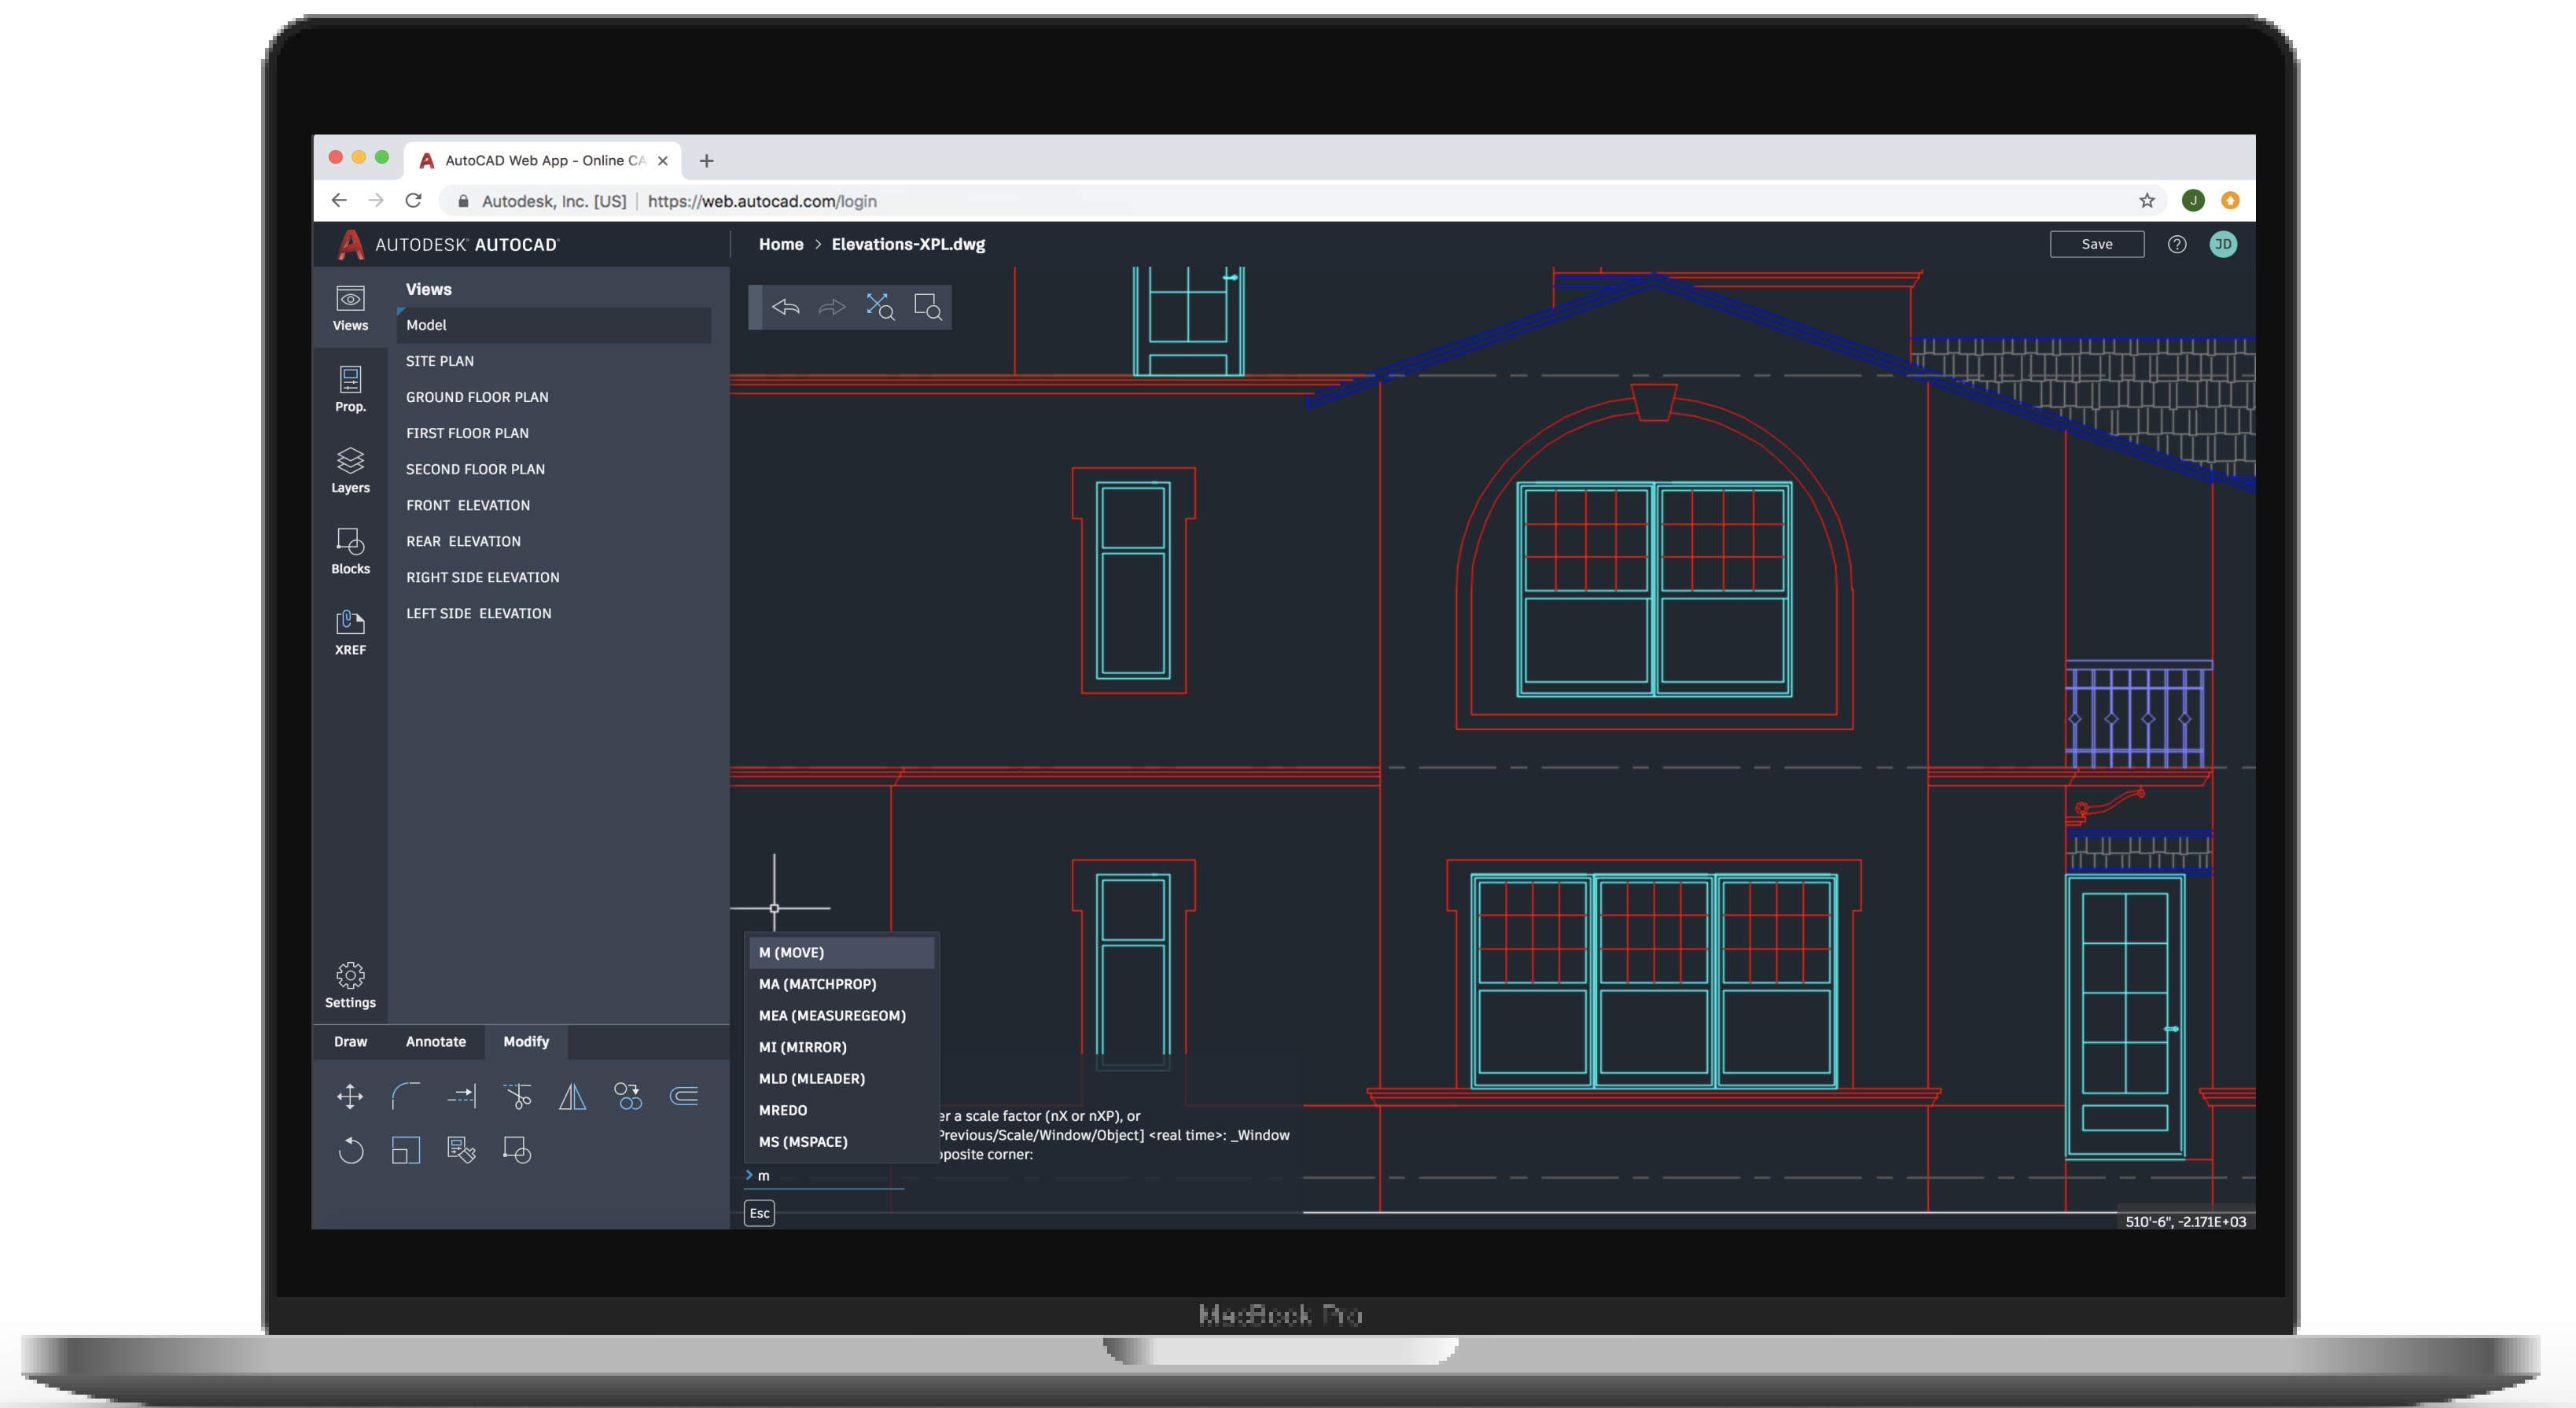 AutoCAD Web App - Online CA
Autodesk, Inc. [US] | https://web.autocad.com/login
J
AUTODESK® AUTOCAD®
Home > Elevations-XPL.dwg
Save
?
JD
Views
Prop.
Layers
Blocks
XREF
Settings
Views
Model
SITE PLAN
GROUND FLOOR PLAN
FIRST FLOOR PLAN
SECOND FLOOR PLAN
FRONT ELEVATION
REAR ELEVATION
RIGHT SIDE ELEVATION
LEFT SIDE ELEVATION
Draw Annotate Modify
M (MOVE)
MA (MATCHPROP)
MEA (MEASUREGEOM)
MI (MIRROR)
MLD (MLEADER)
MREDO
MS (MSPACE)
er a scale factor (nX or nXP), or
Previous/Scale/Window/Object] <real time>: _Window
pposite corner:
> m
Esc
510'-6", -2.171E+03
MacBook Pro